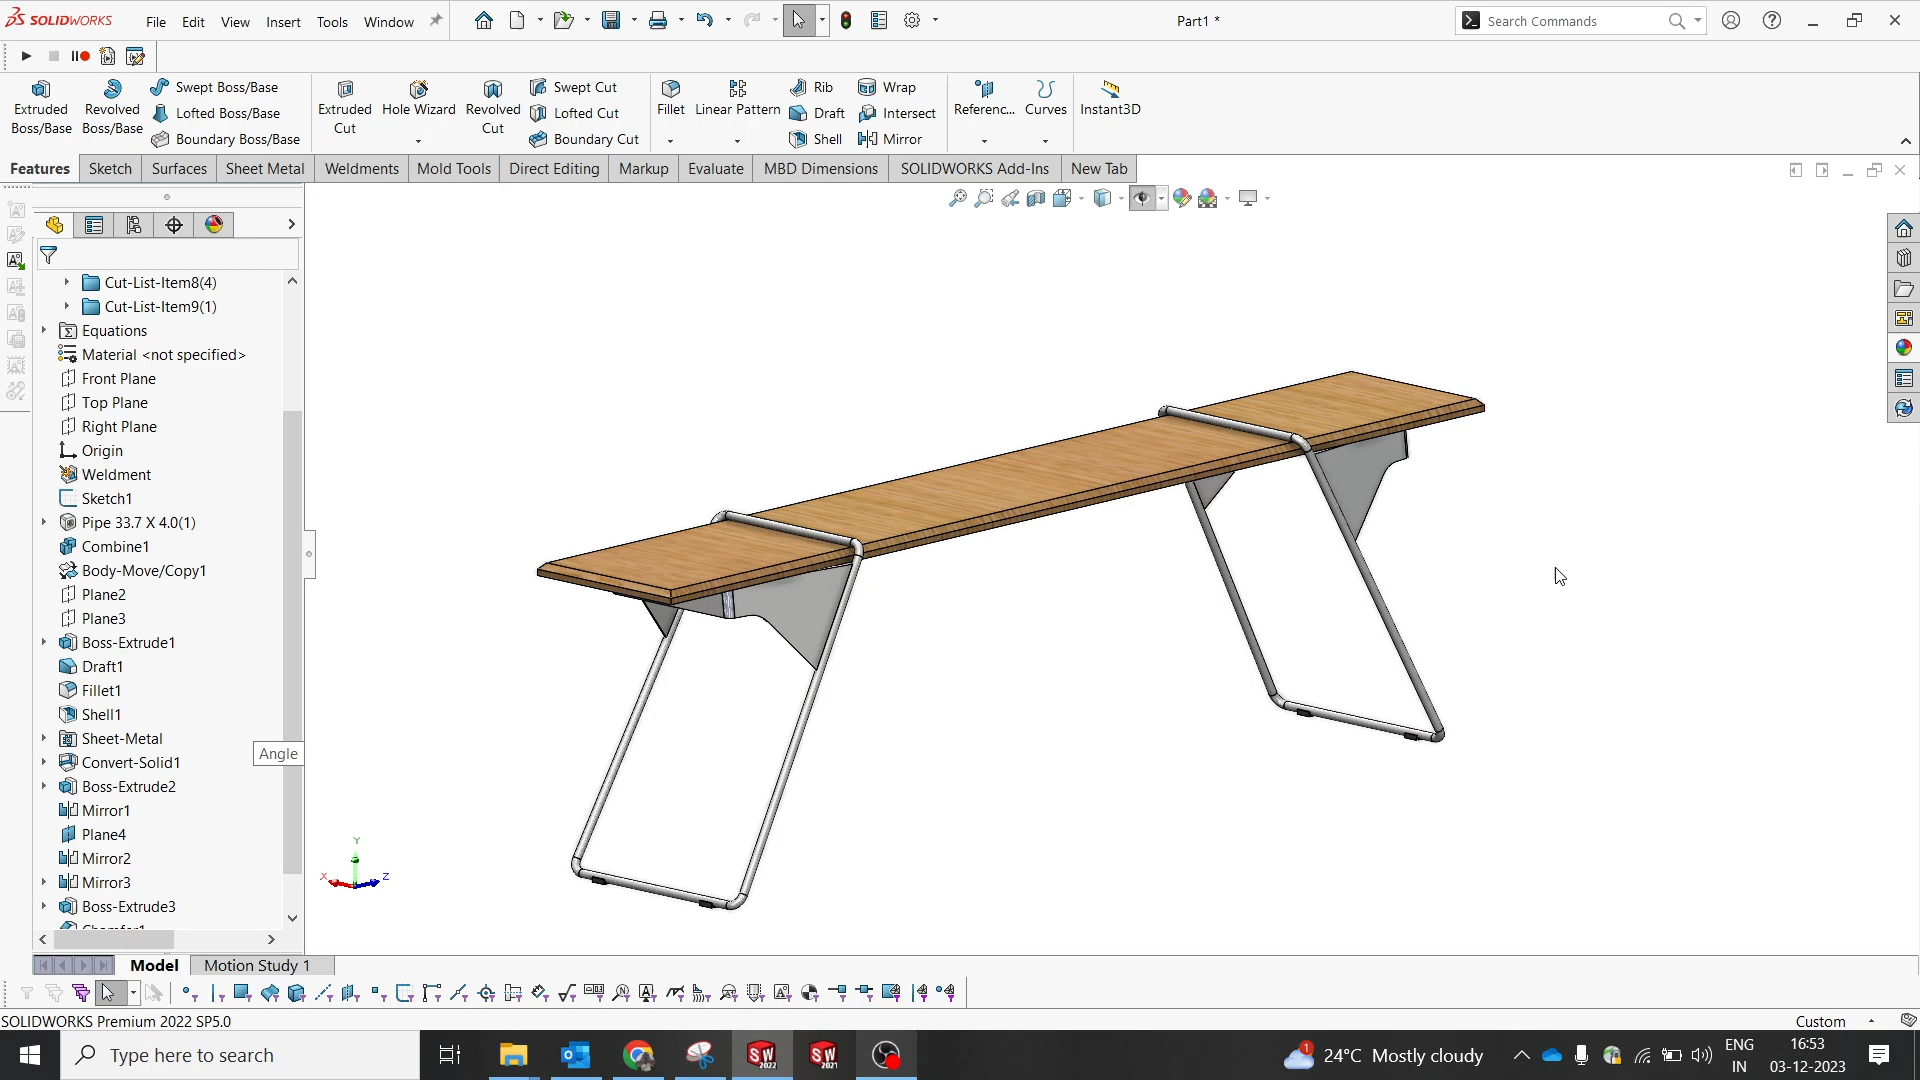 SOLIDWORKS File Edit View Insert Tools Window Part1 * Search Commands
Extruded Boss/Base
Revolved Boss/Base
Swept Boss/Base
Lofted Boss/Base
Boundary Boss/Base
Extruded Cut
Hole Wizard
Revolved Cut
Swept Cut
Lofted Cut
Boundary Cut
Fillet
Linear Pattern
Rib
Draft
Shell
Wrap
Intersect
Mirror
Referenc...
Curves
Instant3D
Features Sketch Surfaces Sheet Metal Weldments Mold Tools Direct Editing Markup Evaluate MBD Dimensions SOLIDWORKS Add-Ins New Tab
Cut-List-Item8(4)
Cut-List-Item9(1)
Equations
Material <not specified>
Front Plane
Top Plane
Right Plane
Origin
Weldment
Sketch1
Pipe 33.7 X 4.0(1)
Combine1
Body-Move/Copy1
Plane2
Plane3
Boss-Extrude1
Draft1
Fillet1
Shell1
Sheet-Metal
Angle
Convert-Solid1
Boss-Extrude2
Mirror1
Plane4
Mirror2
Mirror3
Boss-Extrude3
Y
X
Z
Model Motion Study 1
SOLIDWORKS Premium 2022 SP5.0 Custom
Type here to search
SW 2022
SW 2021
1
24°C Mostly cloudy
ENG IN
16:53
03-12-2023